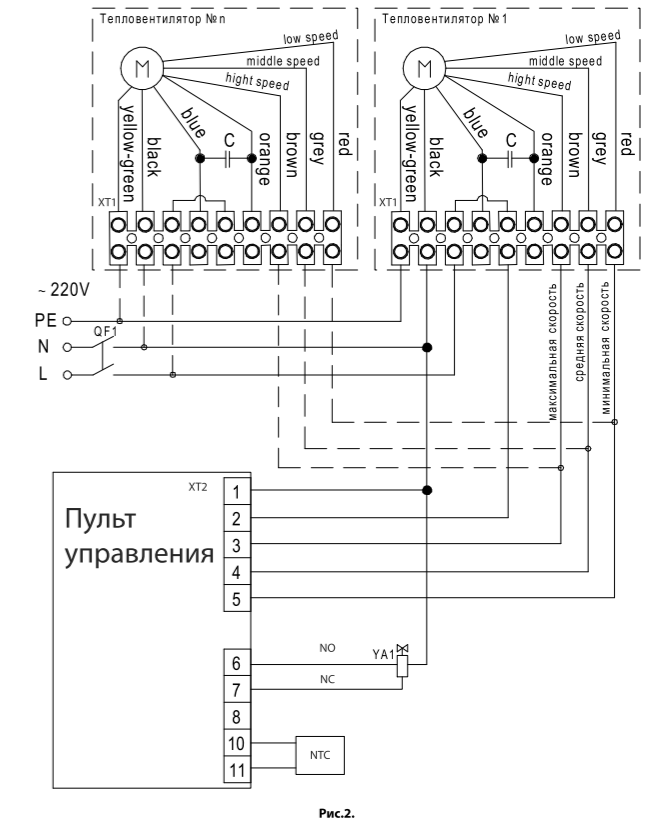 Тепловентилятор №n
low speed
middle speed
hight speed
M
yellow-green
black
blue
C
orange
brown
grey
red
XT1
Тепловентилятор №1
low speed
middle speed
hight speed
M
yellow-green
black
blue
C
orange
brown
grey
red
XT1
~ 220V
PE
QF1
N
L
максимальная скорость
средняя скорость
минимальная скорость
Пульт
управления
XT2
1
2
3
4
5
6
7
8
10
11
NO
NC
YA1
NTC
Рис.2.